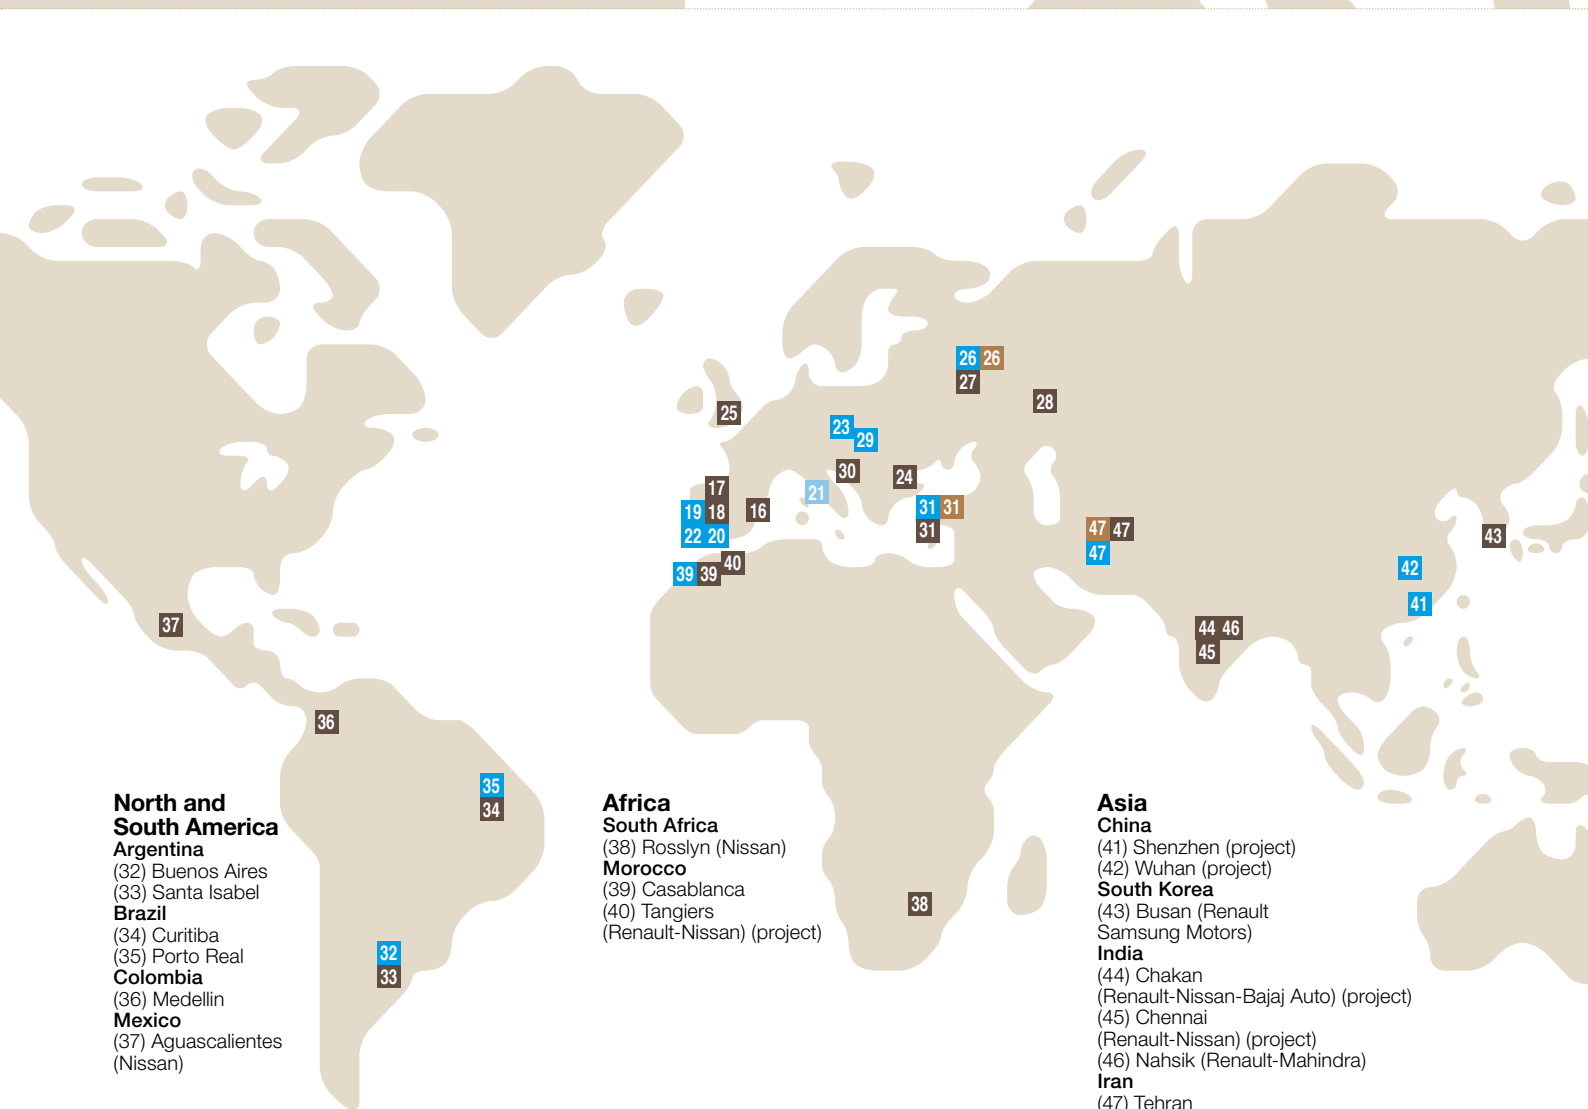 26 26
27
28
25
23
29
30
24
21
17
19 18
16
22 20
31 31
31
47 47
47
43
42
41
40
39 39
37
44 46
45
36
35
34
38
32
33
North and
South America
Argentina
(32) Buenos Aires
(33) Santa Isabel
Brazil
(34) Curitiba
(35) Porto Real
Colombia
(36) Medellin
Mexico
(37) Aguascalientes
(Nissan)
Africa
South Africa
(38) Rosslyn (Nissan)
Morocco
(39) Casablanca
(40) Tangiers
(Renault-Nissan) (project)
Asia
China
(41) Shenzhen (project)
(42) Wuhan (project)
South Korea
(43) Busan (Renault
Samsung Motors)
India
(44) Chakan
(Renault-Nissan-Bajaj Auto) (project)
(45) Chennai
(Renault-Nissan) (project)
(46) Nahsik (Renault-Mahindra)
Iran
(47) Tehran